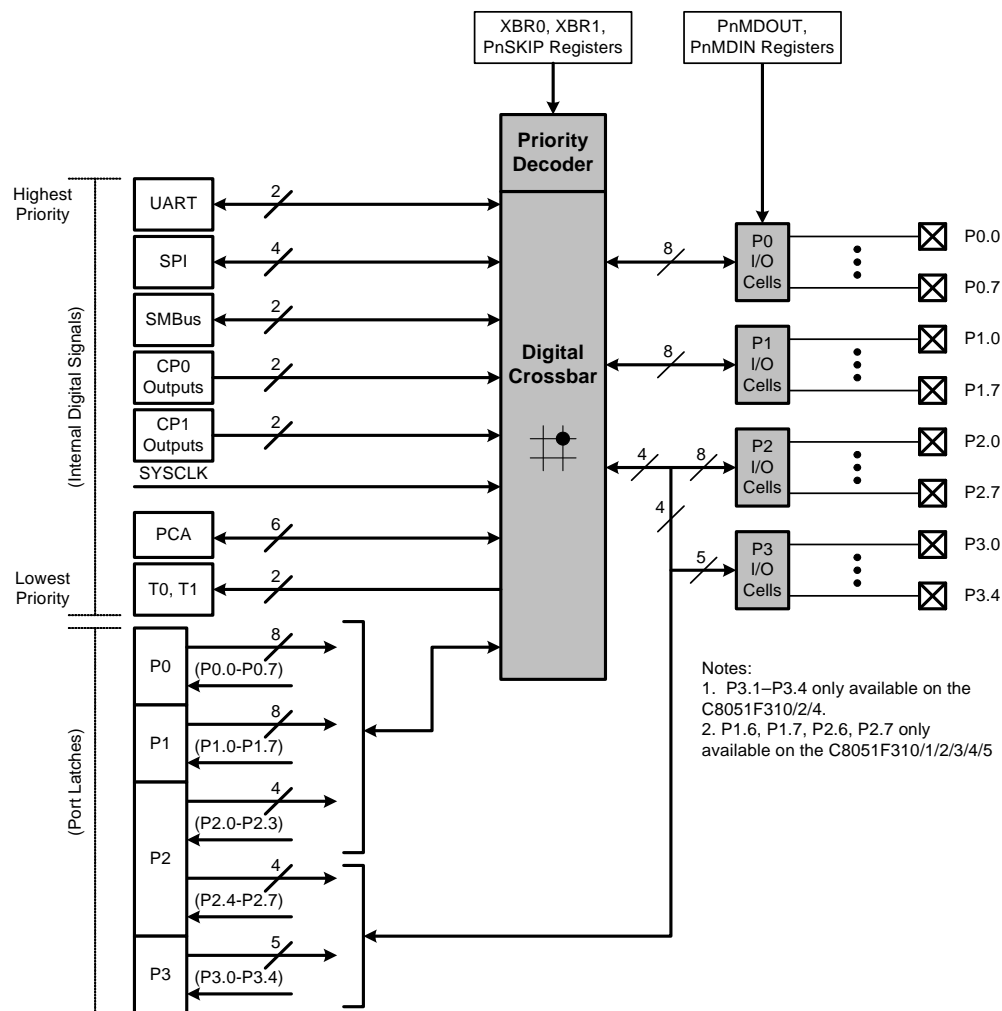 XBR0, XBR1,
PnSKIP Registers
PnMDOUT,
PnMDIN Registers
Priority
Decoder
Highest
Priority
UART
2
SPI
4
SMBus
2
CP0
Outputs
2
CP1
Outputs
2
SYSCLK
PCA
6
Lowest
Priority
T0, T1
2
(Internal Digital Signals)
Digital
Crossbar
8
P0
I/O
Cells
P0.0
P0.7
8
P1
I/O
Cells
P1.0
P1.7
4
8
P2
I/O
Cells
P2.0
P2.7
4
5
P3
I/O
Cells
P3.0
P3.4
(Port Latches)
P0
8
(P0.0-P0.7)
P1
8
(P1.0-P1.7)
P2
4
(P2.0-P2.3)
4
(P2.4-P2.7)
P3
5
(P3.0-P3.4)
Notes:
1. P3.1–P3.4 only available on the
C8051F310/2/4.
2. P1.6, P1.7, P2.6, P2.7 only
available on the C8051F310/1/2/3/4/5